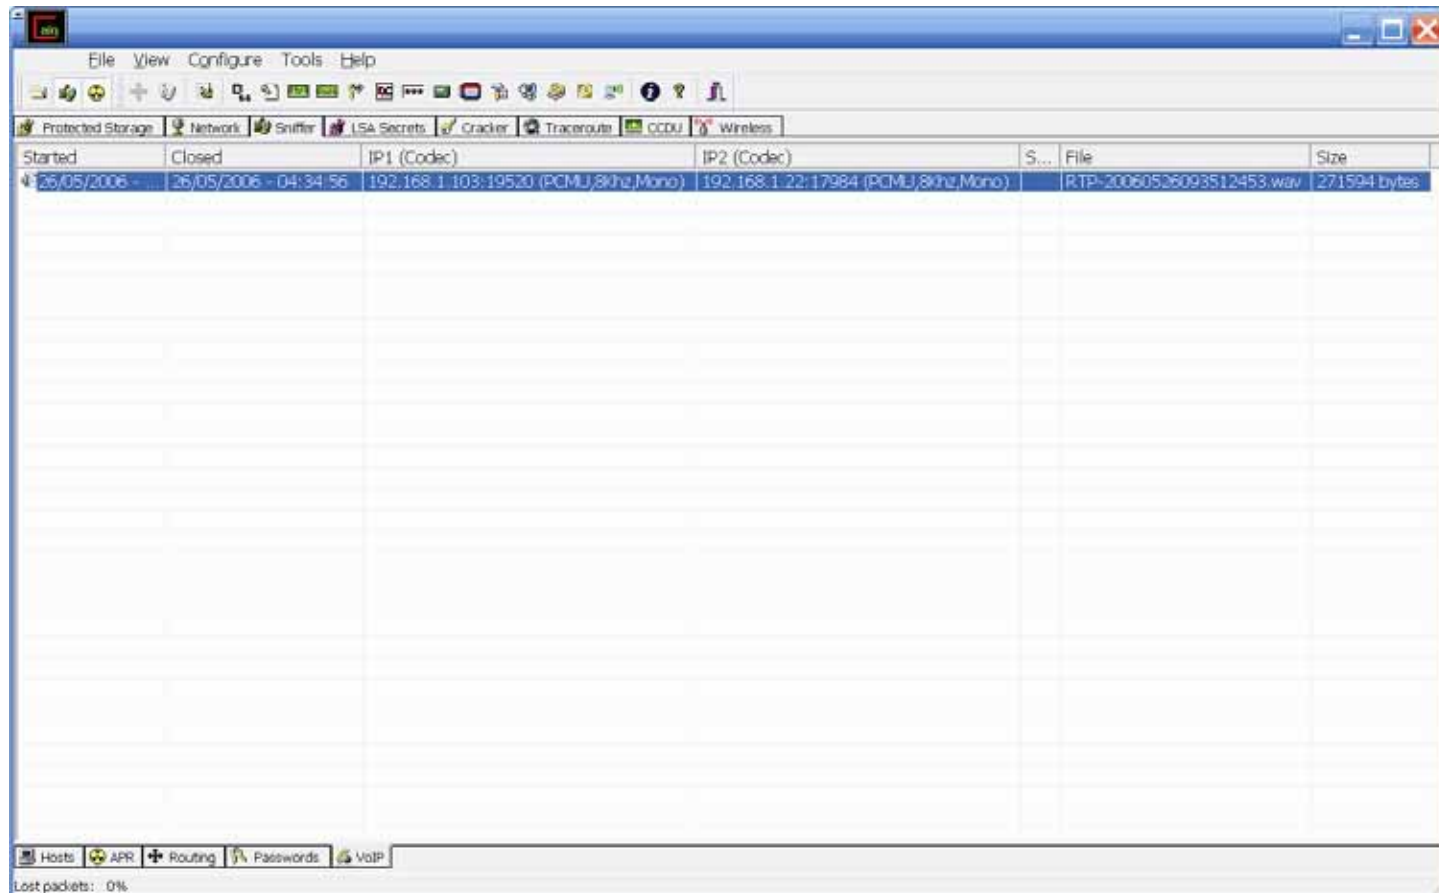 ain
File View Configure Tools Help
Protected Storage Network Sniffer LSA Secrets Cracker Traceroute CCDU Wireless
Started Closed IP1 (Codec) IP2 (Codec) S... File Size
26/05/2006 - ... 26/05/2006 - 04:34:56 192.168.1.103:19520 (PCMU,8Khz,Mono) 192.168.1.22:17984 (PCMU,8Khz,Mono) RTP-20060526093512453.wav 271594 bytes
Hosts APR Routing Passwords VoIP
Lost packets: 0%